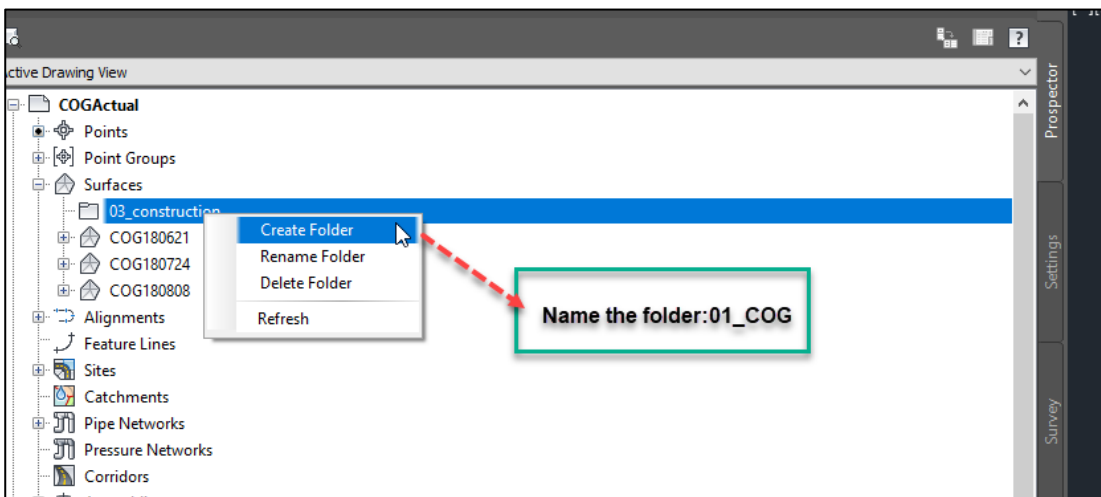 ?
Active Drawing View
COGActual
Points
Point Groups
Surfaces
03_construction
COG180621
COG180724
COG180808
Alignments
Feature Lines
Sites
Catchments
Pipe Networks
Pressure Networks
Corridors
Create Folder
Rename Folder
Delete Folder
Refresh
Name the folder:01_COG
Prospector
Settings
Survey